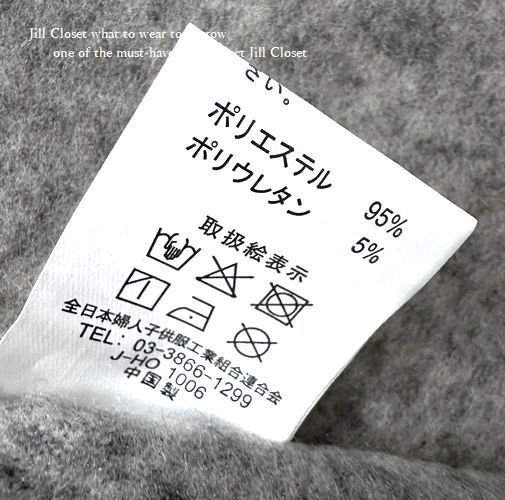 Jill Closet what to wear to
one of the must-have Jill Closet
さい。
ポリエステル 95%
ポリウレタン 5%
取扱絵表示
全日本婦人子供服工業組合連合会
TEL: 03-3866-1299
J-HO 1006
中国製